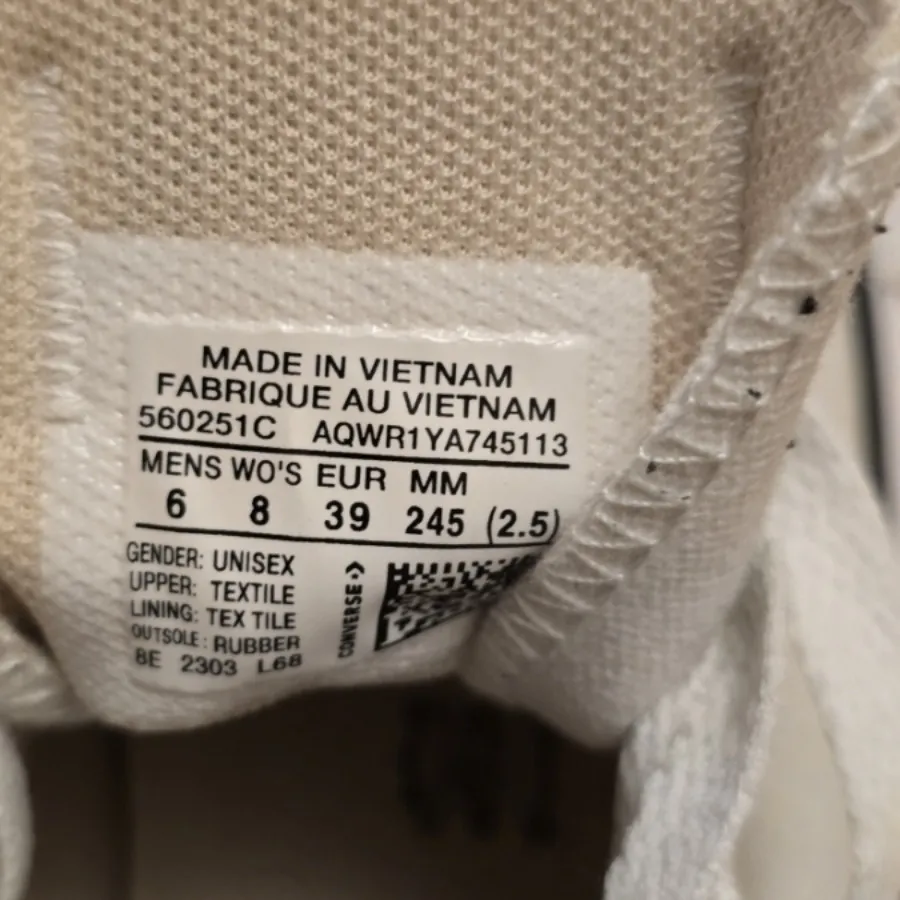 MADE IN VIETNAM
FABRIQUE AU VIETNAM
560251C AQWR1YA745113
MENS WO'S EUR MM
6 8 39 245 (2.5)
GENDER: UNISEX
UPPER: TEXTILE
LINING: TEX TILE
OUTSOLE: RUBBER
8E 2303 L68
CONVERSE